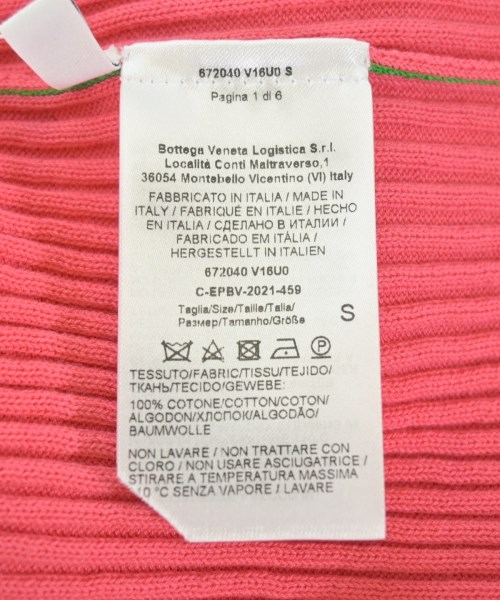 672040 V16U0 S
Pagina 1 di 6
Bottega Veneta Logistica S.r.l.
Località Conti Maltraverso,1
36054 Montebello Vicentino (VI) Italy
FABBRICATO IN ITALIA / MADE IN
ITALY / FABRIQUÉ EN ITALIE / HECHO
EN ITALIA / СДЕЛАНО В ИТАЛИИ /
FABRICADO EM ITÁLIA /
HERGESTELLT IN ITALIEN
672040 V16U0
C-EPBV-2021-459
Taglia/Size/Taille/Talla/
Размер/Tamanho/Größe
S
TESSUTO/FABRIC/TISSU/TEJIDO/
ТКАНЬ/TECIDO/GEWEBE:
100% COTONE/COTTON/COTON/
ALGODON/ХЛОПОК/ALGODÃO/
BAUMWOLLE
NON LAVARE / NON TRATTARE CON
CLORO / NON USARE ASCIUGATRICE /
STIRARE A TEMPERATURA MASSIMA
10 °C SENZA VAPORE / LAVARE